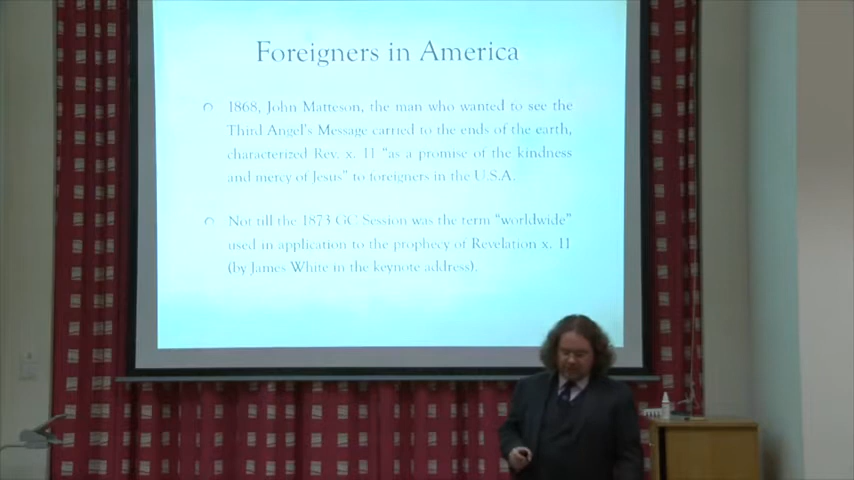 Foreigners in America
1868, John Matteson, the man who wanted to see the
Third Angel's Message carried to the ends of the earth,
characterized Rev. x. 11 "as a promise of the kindness
and mercy of Jesus" to foreigners in the U.S.A.
Not till the 1873 GC Session was the term "worldwide"
used in application to the prophecy of Revelation x. 11
(by James White in the keynote address).